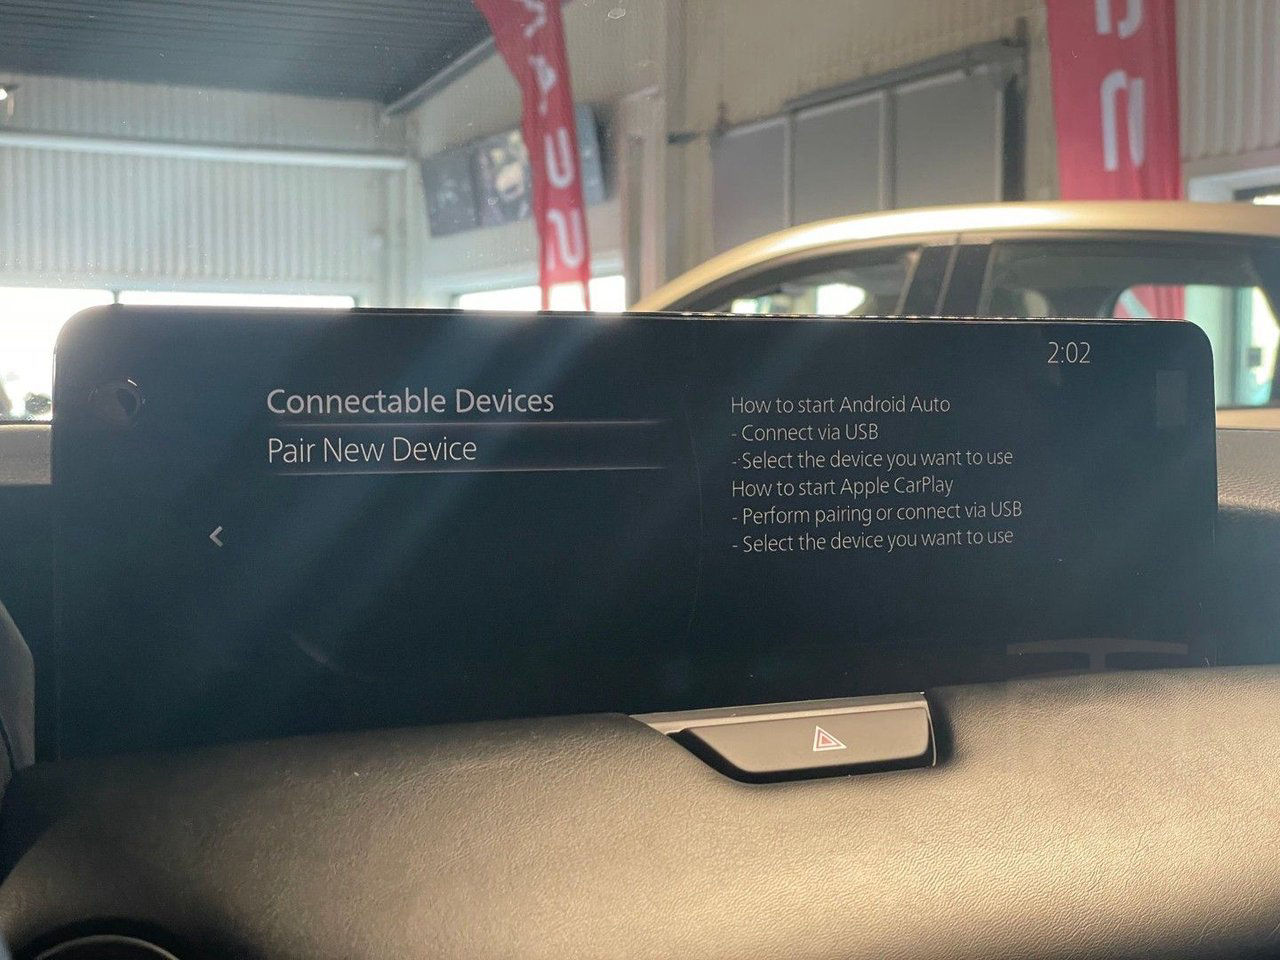 2:02
Connectable Devices
Pair New Device
How to start Android Auto
- Connect via USB
- Select the device you want to use
How to start Apple CarPlay
- Perform pairing or connect via USB
- Select the device you want to use